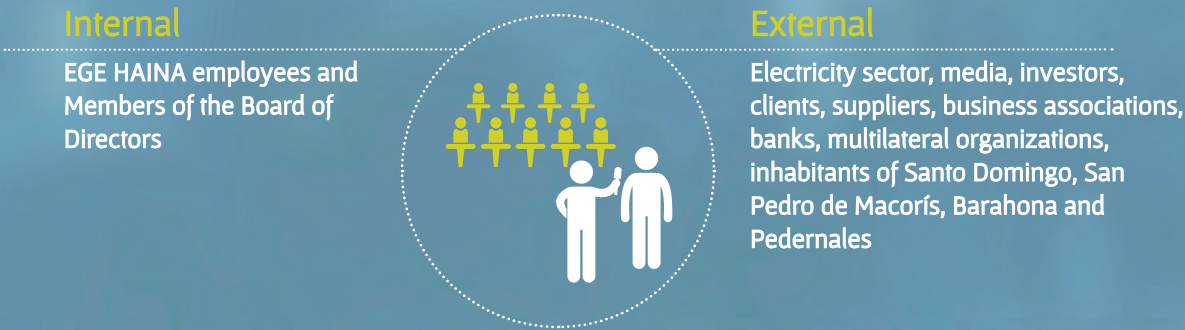 Internal
EGE HAINA employees and
Members of the Board of
Directors
External
Electricity sector, media, investors,
clients, suppliers, business associations,
banks, multilateral organizations,
inhabitants of Santo Domingo, San
Pedro de Macorís, Barahona and
Pedernales